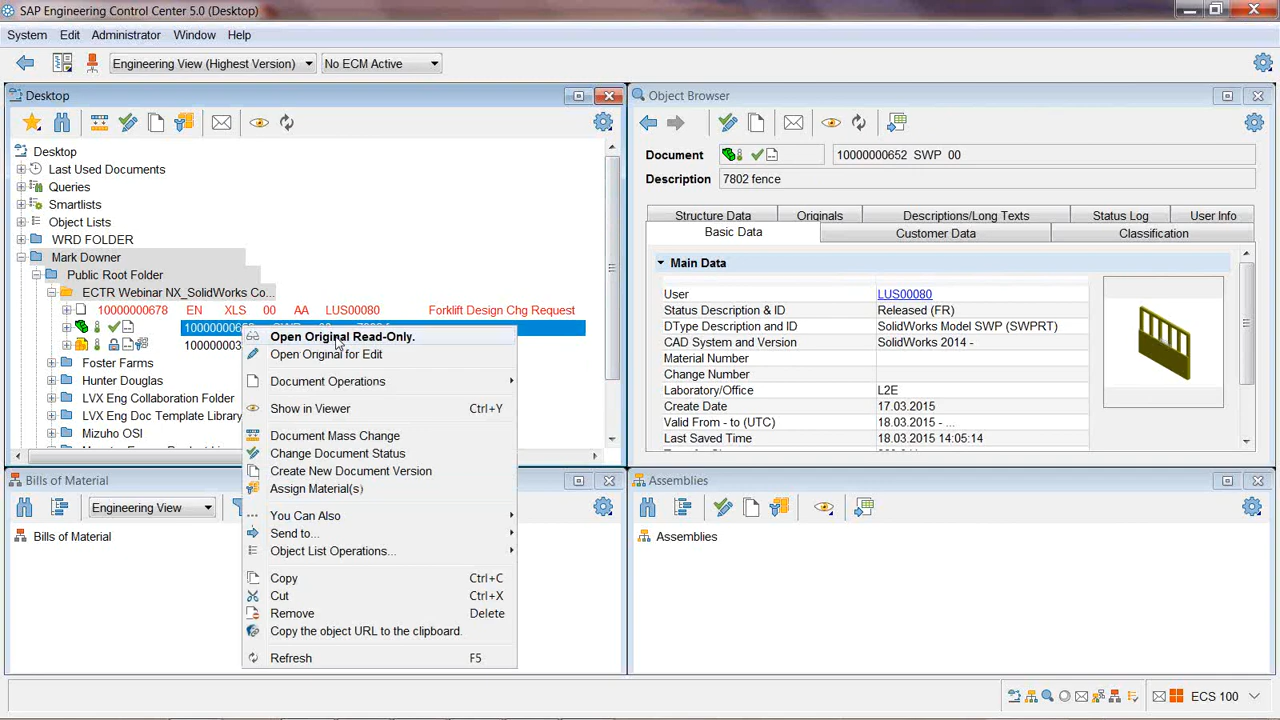 SAP Engineering Control Center 5.0 (Desktop)
System Edit Administrator Window Help
Engineering View (Highest Version) No ECM Active
Desktop
Desktop
Last Used Documents
Queries
Smartlists
Object Lists
WRD FOLDER
Mark Downer
Public Root Folder
ECTR Webinar NX_SolidWorks Co...
10000000678 EN XLS 00 AA LUS00080 Forklift Design Chg Request
Foster Farms
Hunter Douglas
LVX Eng Collaboration Folder
LVX Eng Doc Template Library
Mizuho OSI
Open Original Read-Only.
Open Original for Edit
Document Operations
Show in Viewer Ctrl+Y
Document Mass Change
Change Document Status
Create New Document Version
Assign Material(s)
You Can Also
Send to...
Object List Operations...
Copy Ctrl+C
Cut Ctrl+X
Remove Delete
Copy the object URL to the clipboard.
Refresh F5
Object Browser
Document 10000000652 SWP 00
Description 7802 fence
Structure Data Originals Descriptions/Long Texts Status Log User Info
Basic Data Customer Data Classification
Main Data
User LUS00080
Status Description & ID Released (FR)
DType Description and ID SolidWorks Model SWP (SWPRT)
CAD System and Version SolidWorks 2014 -
Material Number
Change Number
Laboratory/Office L2E
Create Date 17.03.2015
Valid From - to (UTC) 18.03.2015 - ...
Last Saved Time 18.03.2015 14:05:14
Bills of Material
Engineering View
Bills of Material
Assemblies
Assemblies
ECS 100